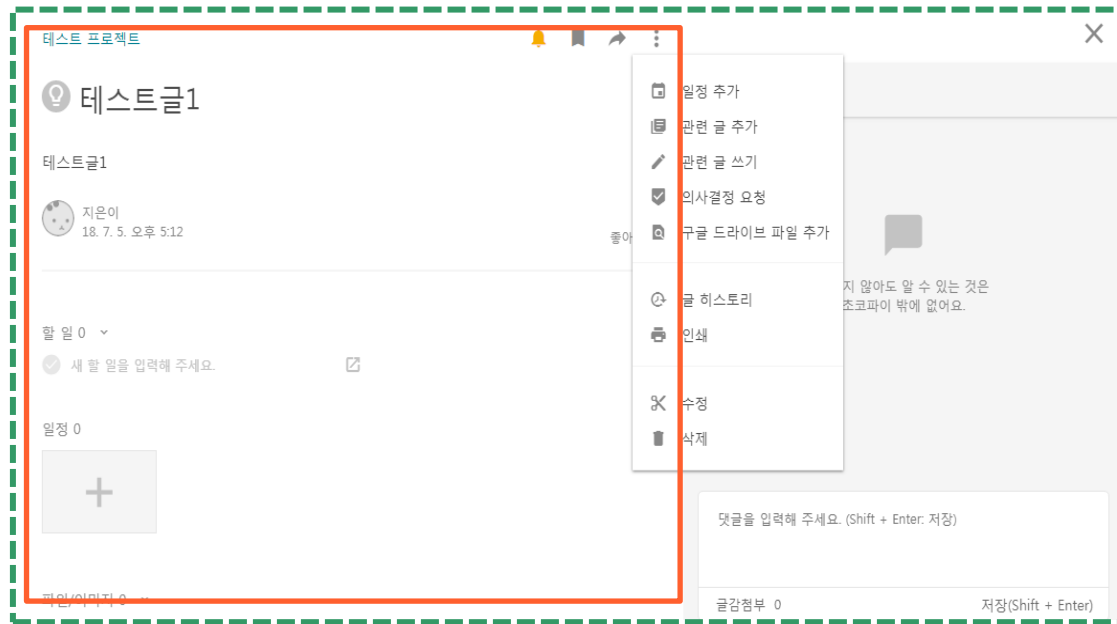 테스트 프로젝트
테스트글1
테스트글1
지은이
18. 7. 5. 오후 5:12
좋아
할 일 0
새 할 일을 입력해 주세요.
일정 0
파일/이미지 0
일정 추가
관련 글 추가
관련 글 쓰기
의사결정 요청
구글 드라이브 파일 추가
글 히스토리
인쇄
수정
삭제
지 않아도 알 수 있는 것은
초코파이 밖에 없어요.
댓글을 입력해 주세요. (Shift + Enter: 저장)
글감첨부 0
저장(Shift + Enter)